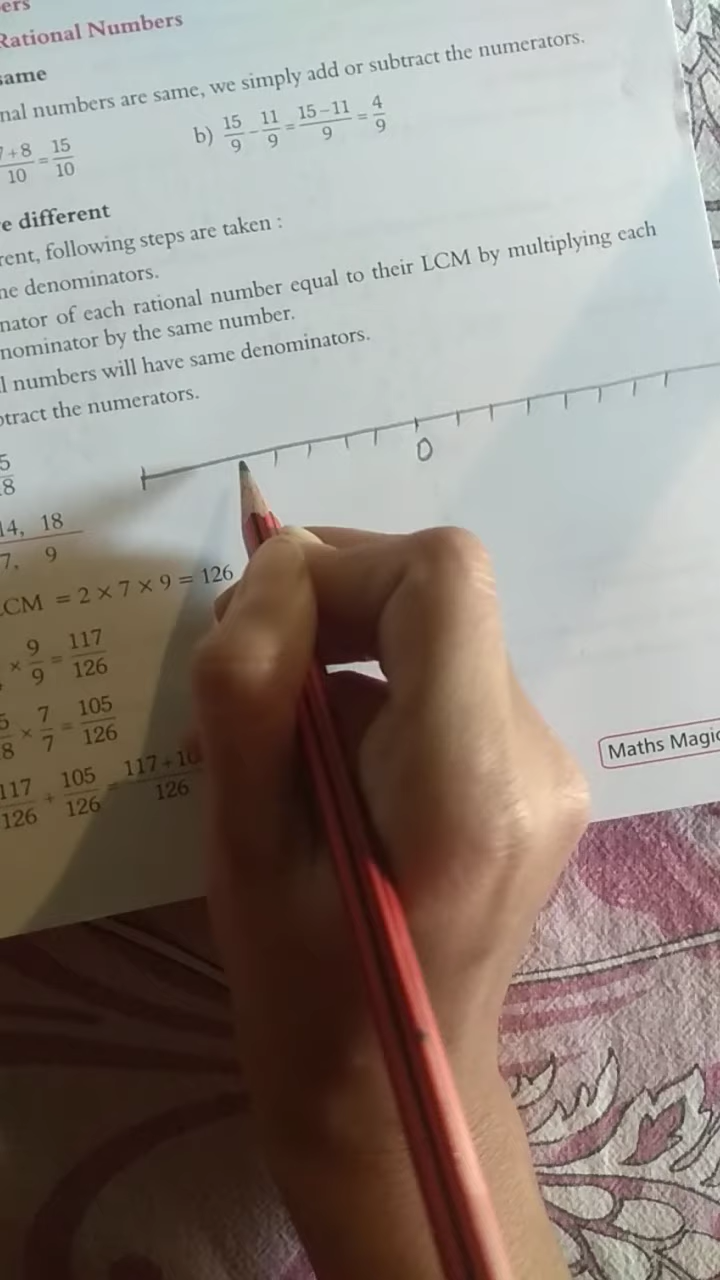 ers
Rational Numbers
same
nal numbers are same, we simply add or subtract the numerators.
7+8/10 = 15/10 b) 15/9 - 11/9 = 15-11/9 = 4/9
e different
rent, following steps are taken :
ne denominators.
nator of each rational number equal to their LCM by multiplying each
nominator by the same number.
l numbers will have same denominators.
btract the numerators.
0
5/8
14, 18
7, 9
CM = 2 × 7 × 9 = 126
× 9/9 = 117/126
5/8 × 7/7 = 105/126
117/126 + 105/126 = 117+10/126
Maths Magic